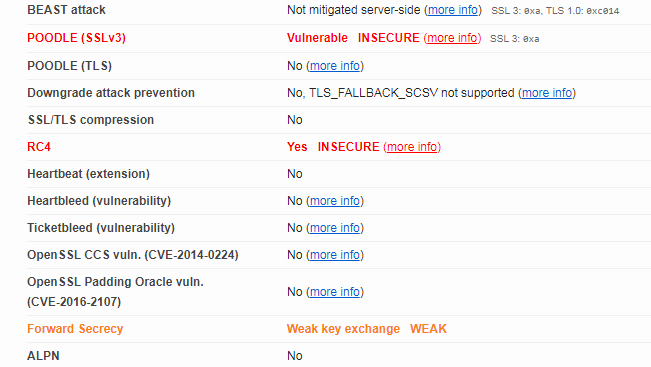 BEAST attack Not mitigated server-side (more info) SSL 3: 0xa, TLS 1.0: 0xc014
POODLE (SSLv3) Vulnerable INSECURE (more info) SSL 3: 0xa
POODLE (TLS) No (more info)
Downgrade attack prevention No, TLS_FALLBACK_SCSV not supported (more info)
SSL/TLS compression No
RC4 Yes INSECURE (more info)
Heartbeat (extension) No
Heartbleed (vulnerability) No (more info)
Ticketbleed (vulnerability) No (more info)
OpenSSL CCS vuln. (CVE-2014-0224) No (more info)
OpenSSL Padding Oracle vuln.
(CVE-2016-2107) No (more info)
Forward Secrecy Weak key exchange WEAK
ALPN No